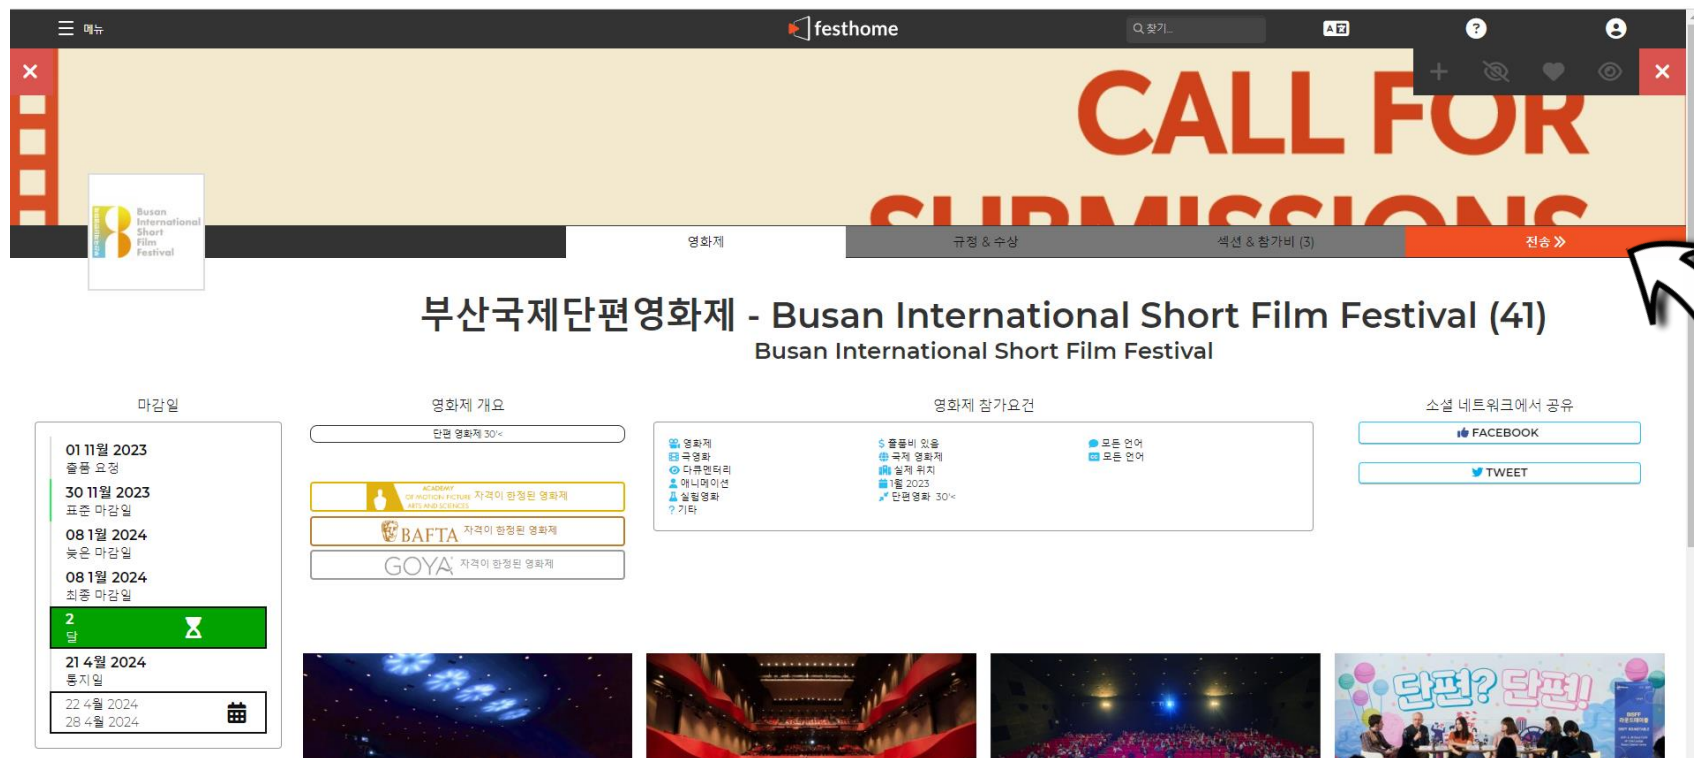 메뉴
festhome
찾기...
A
?
CALL FOR
SUBMISSIONS
Busan
International
Short
Film
Festival
영화제
규정 & 수상
섹션 & 참가비 (3)
전송 »
부산국제단편영화제 - Busan International Short Film Festival (41)
Busan International Short Film Festival
마감일
01 11월 2023
출품 요청
30 11월 2023
표준 마감일
08 1월 2024
늦은 마감일
08 1월 2024
최종 마감일
2
달
21 4월 2024
통지일
22 4월 2024
28 4월 2024
영화제 개요
단편 영화제 30'<
ACADEMY
OF MOTION PICTURE
ARTS AND SCIENCES
자격이 한정된 영화제
BAFTA 자격이 한정된 영화제
GOYA 자격이 한정된 영화제
영화제 참가요건
영화제
극영화
다큐멘터리
애니메이션
실험영화
? 기타
$ 출품비 있음
국제 영화제
실제 위치
1월 2023
단편영화 30'<
모든 언어
cc 모든 언어
소셜 네트워크에서 공유
FACEBOOK
TWEET
단편? 단편!